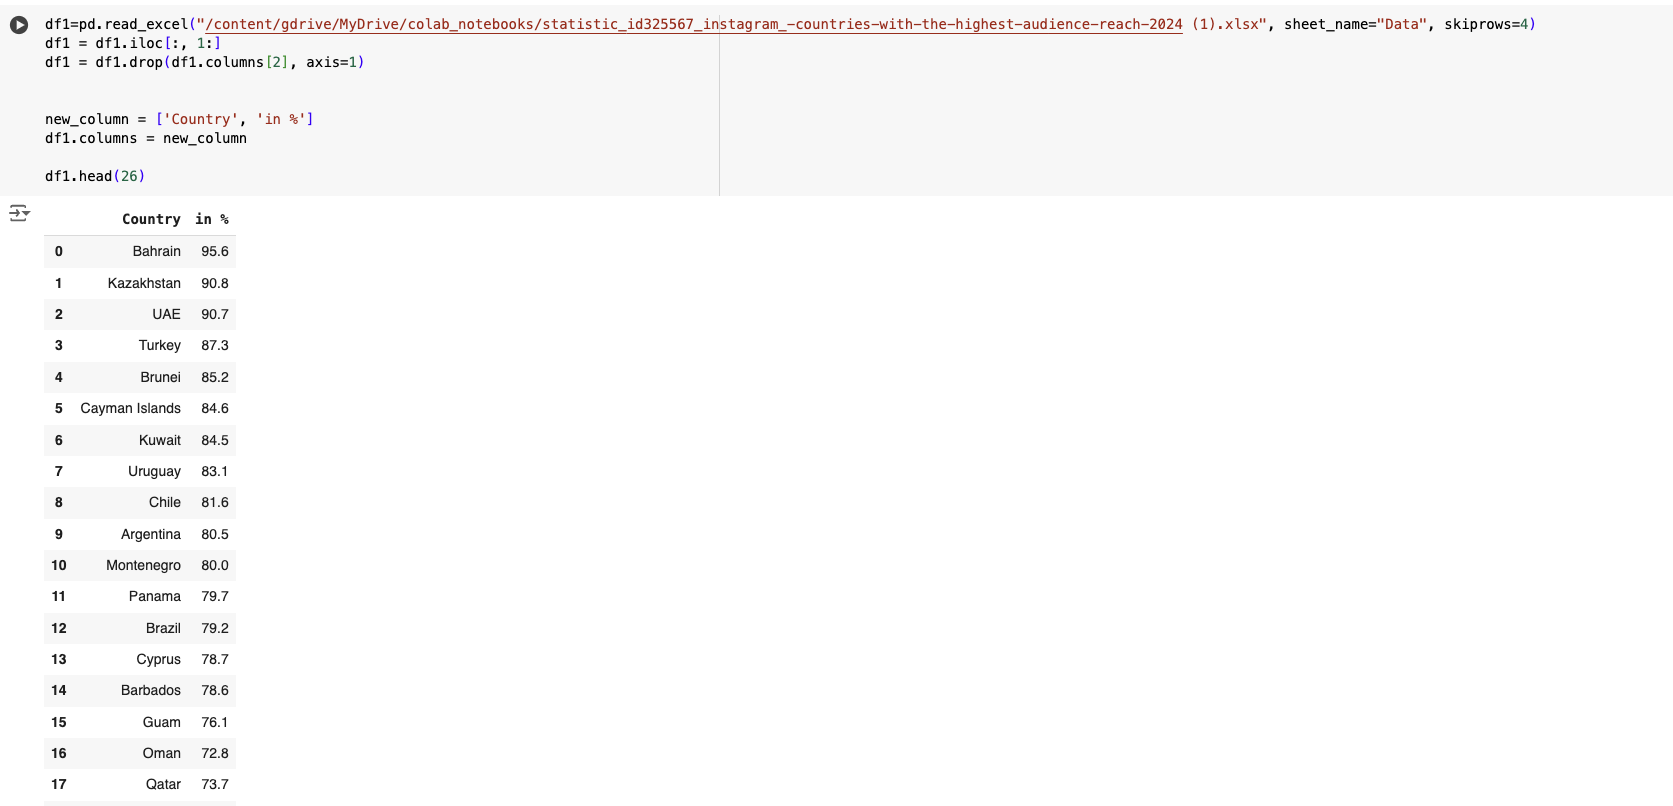 df1=pd.read_excel("/content/gdrive/MyDrive/colab_notebooks/statistic_id325567_instagram_-countries-with-the-highest-audience-reach-2024 (1).xlsx", sheet_name="Data", skiprows=4)
df1 = df1.iloc[:, 1:]
df1 = df1.drop(df1.columns[2], axis=1)
new_column = ['Country', 'in %']
df1.columns = new_column
df1.head(26)
Country in %
0 Bahrain 95.6
1 Kazakhstan 90.8
2 UAE 90.7
3 Turkey 87.3
4 Brunei 85.2
5 Cayman Islands 84.6
6 Kuwait 84.5
7 Uruguay 83.1
8 Chile 81.6
9 Argentina 80.5
10 Montenegro 80.0
11 Panama 79.7
12 Brazil 79.2
13 Cyprus 78.7
14 Barbados 78.6
15 Guam 76.1
16 Oman 72.8
17 Qatar 73.7